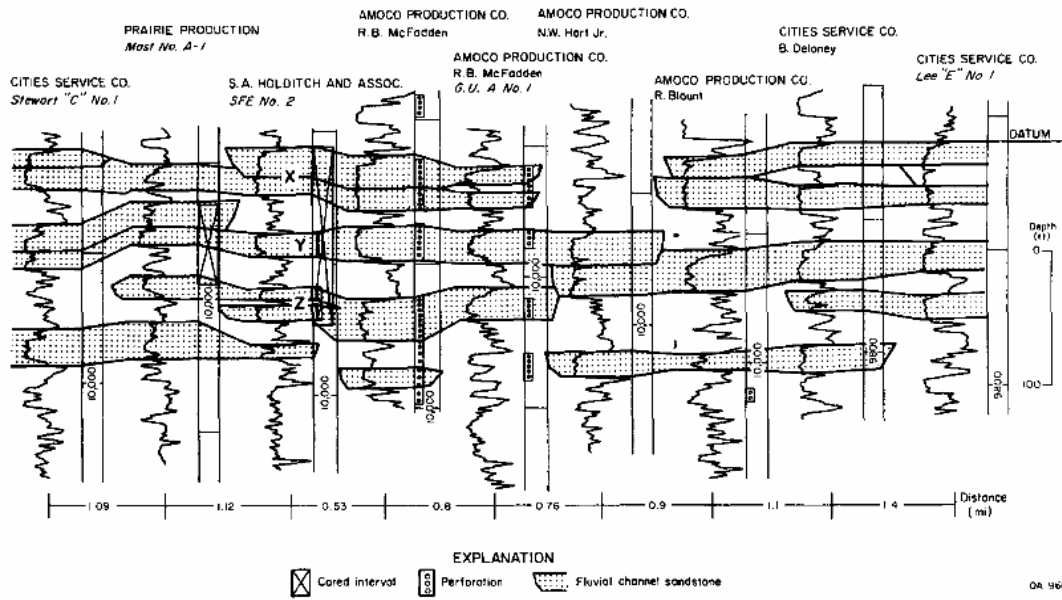 AMOCO PRODUCTION CO.
R.B. McFadden
AMOCO PRODUCTION CO.
N.W. Hart Jr.
PRAIRIE PRODUCTION
Mast No. A-1
CITIES SERVICE CO.
B. Deloney
AMOCO PRODUCTION CO.
R.B. McFadden
G.U. A No. 1
CITIES SERVICE CO.
Lee "E" No 1
CITIES SERVICE CO.
Stewart "C" No. 1
S.A. HOLDITCH AND ASSOC.
SFE No. 2
AMOCO PRODUCTION CO.
R. Blount
DATUM
X
Y
Z
Depth
(ft)
0
100
10,000
10,000
10,000
10,000
10,000
10,000
10,000
9800
9850
1.09
1.12
0.53
0.8
0.76
0.9
1.1
1.4
Distance
(mi)
EXPLANATION
Cored interval
Perforation
Fluvial channel sandstone